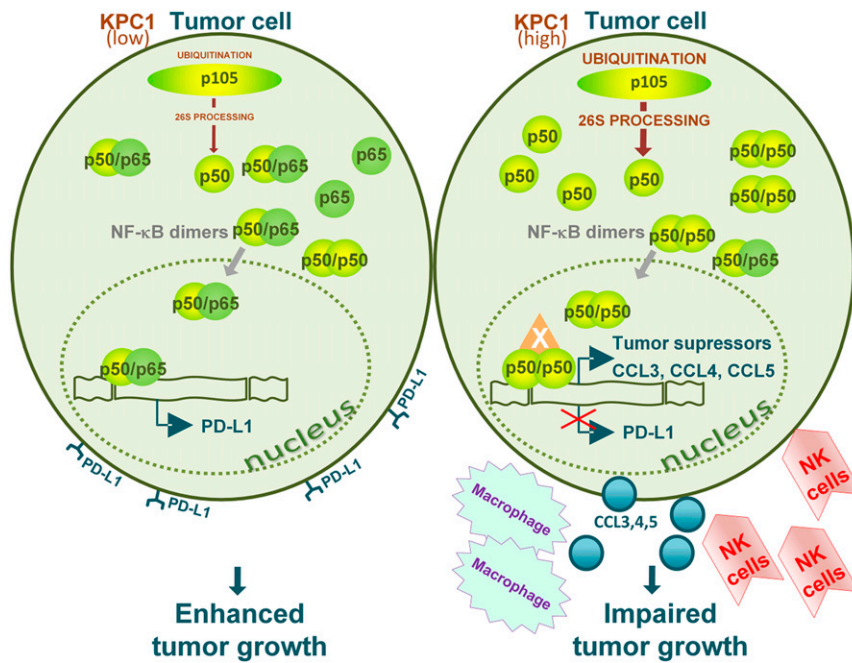 KPC1
(low)
Tumor cell
UBIQUITINATION
p105
26S PROCESSING
p50/p65
p50
p50/p65
p65
p65
NF-κB dimers
p50/p65
p50/p50
p50/p65
p50/p65
PD-L1
nucleus
PD-L1
PD-L1
PD-L1
PD-L1
Enhanced
tumor growth
KPC1
(high)
Tumor cell
UBIQUITINATION
p105
26S PROCESSING
p50
p50
p50
p50
p50/p50
p50/p50
NF-κB dimers
p50/p50
p50/p65
p50/p50
X
p50/p50
Tumor supressors
CCL3, CCL4, CCL5
PD-L1
nucleus
Macrophage
Macrophage
CCL3,4,5
NK
cells
NK
cells
NK
cells
Impaired
tumor growth